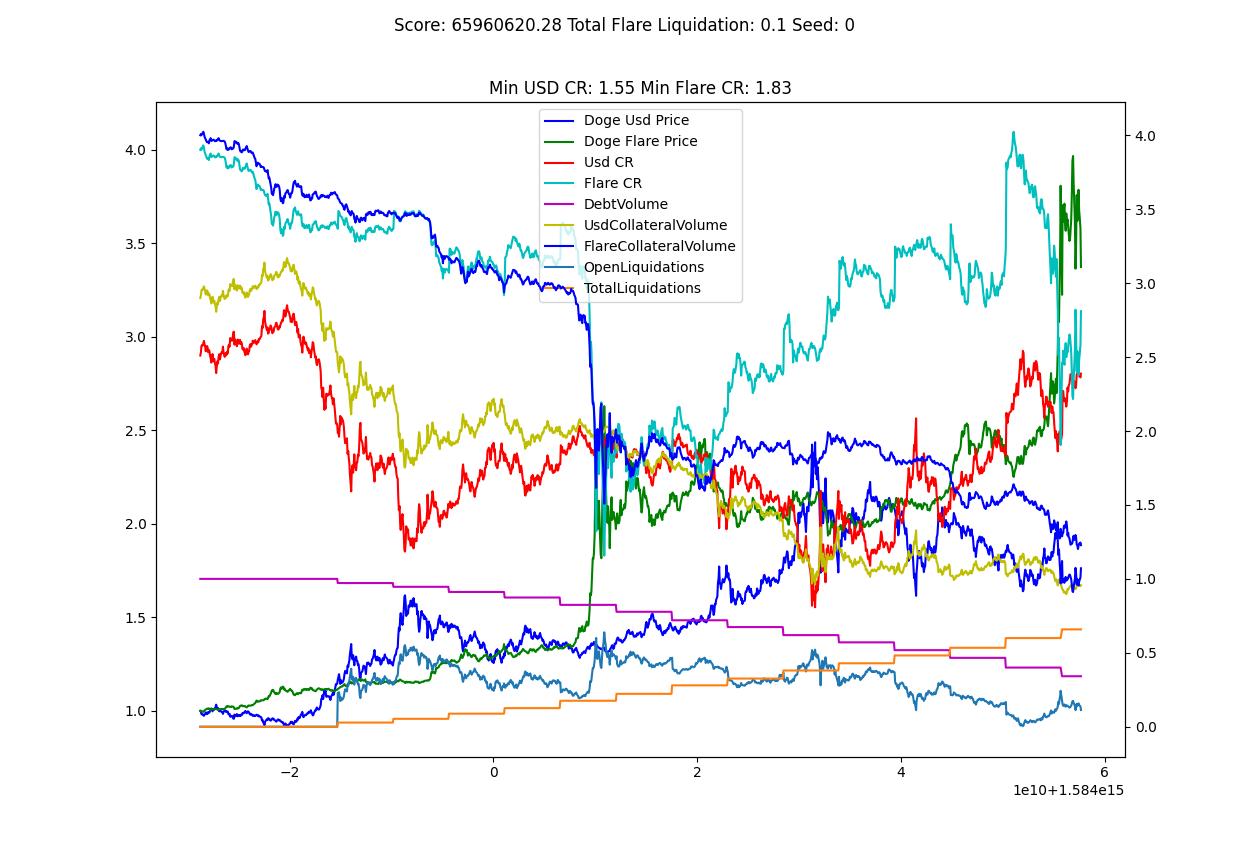 Score: 65960620.28 Total Flare Liquidation: 0.1 Seed: 0
Min USD CR: 1.55 Min Flare CR: 1.83
Doge Usd Price
Doge Flare Price
Usd CR
Flare CR
DebtVolume
UsdCollateralVolume
FlareCollateralVolume
OpenLiquidations
TotalLiquidations
4.0
3.5
3.0
2.5
2.0
1.5
1.0
4.0
3.5
3.0
2.5
2.0
1.5
1.0
0.5
0.0
−2 0 2 4 6
1e10+1.584e15